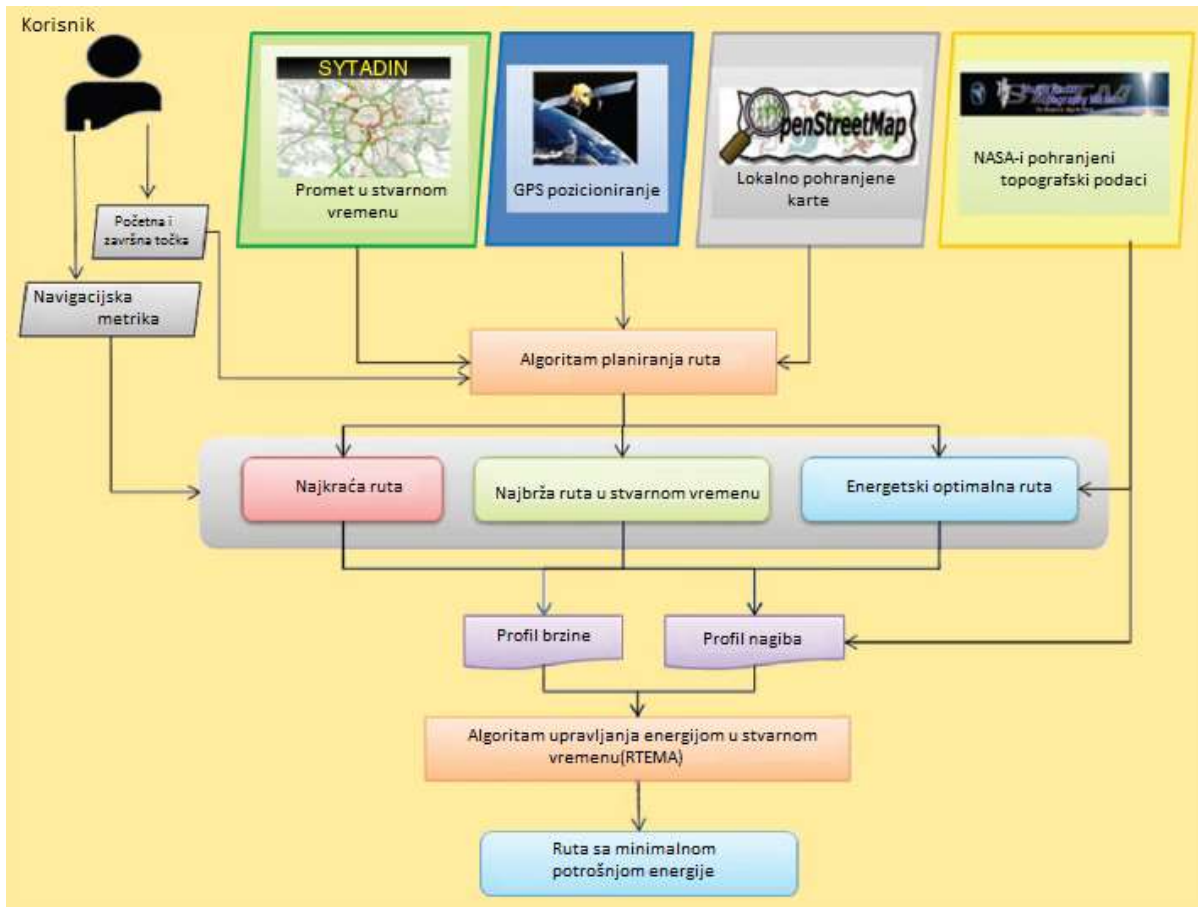 Korisnik
SYTADIN
Promet u stvarnom
vremenu
GPS pozicioniranje
OpenStreetMap
Lokalno pohranjene
karte
NASA-i pohranjeni
topografski podaci
Početna i
završna točka
Navigacijska
metrika
Algoritam planiranja ruta
Najkraća ruta
Najbrža ruta u stvarnom vremenu
Energetski optimalna ruta
Profil brzine
Profil nagiba
Algoritam upravljanja energijom u stvarnom
vremenu(RTEMA)
Ruta sa minimalnom
potrošnjom energije